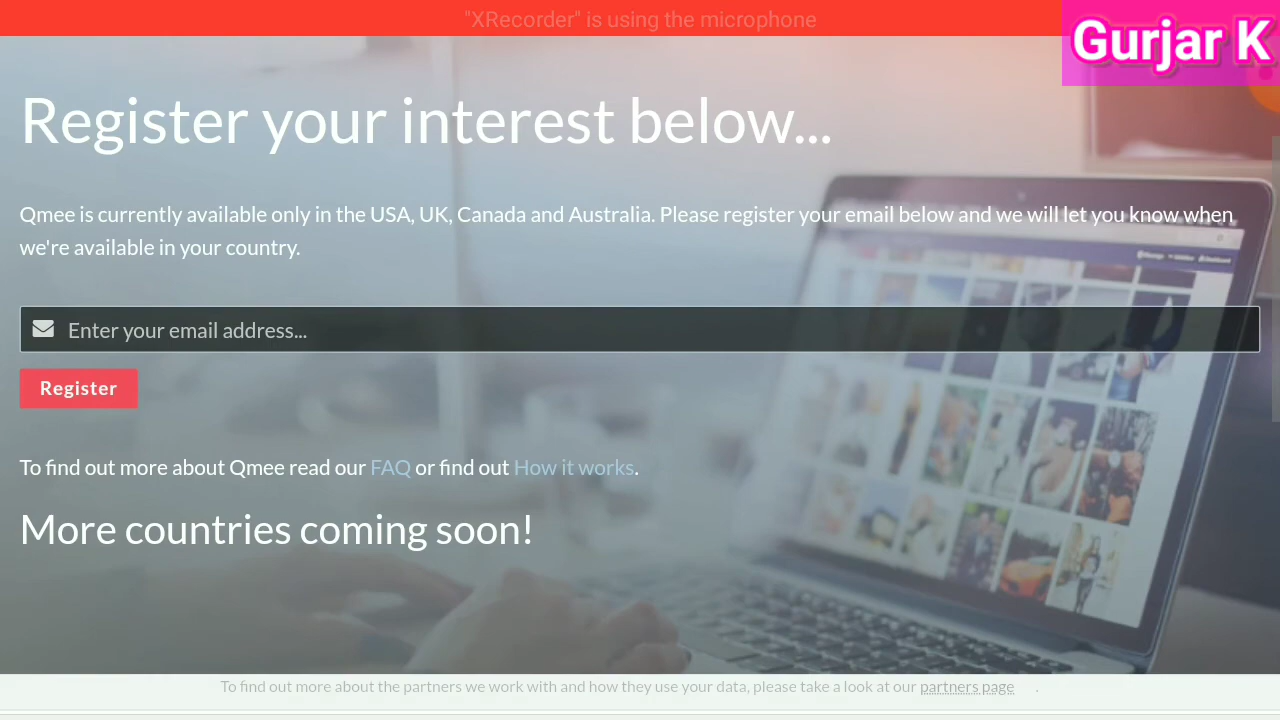 "XRecorder" is using the microphone
Gurjar K
Register your interest below...
Qmee is currently available only in the USA, UK, Canada and Australia. Please register your email below and we will let you know when
we're available in your country.
Enter your email address...
Register
To find out more about Qmee read our FAQ or find out How it works.
More countries coming soon!
To find out more about the partners we work with and how they use your data, please take a look at our partners page .